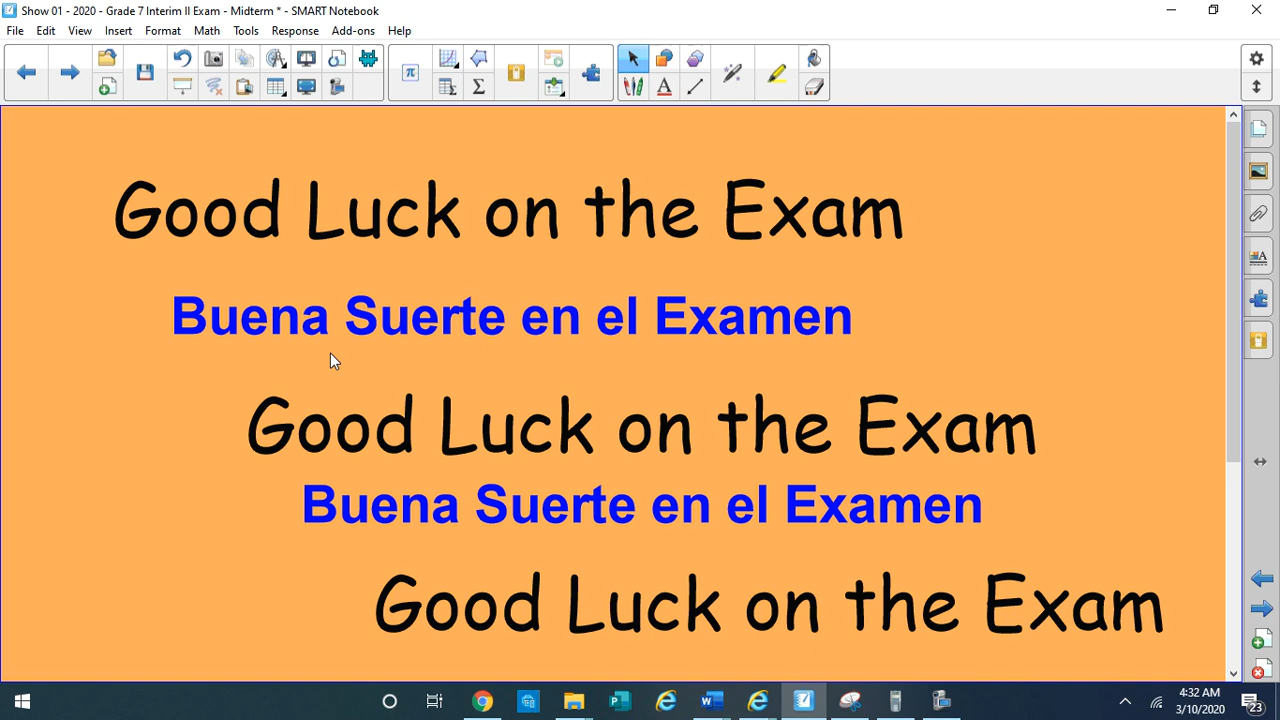 Show 01 - 2020 - Grade 7 Interim II Exam - Midterm * - SMART Notebook
File Edit View Insert Format Math Tools Response Add-ons Help
Good Luck on the Exam
Buena Suerte en el Examen
Good Luck on the Exam
Buena Suerte en el Examen
Good Luck on the Exam
4:32 AM
3/10/2020
23